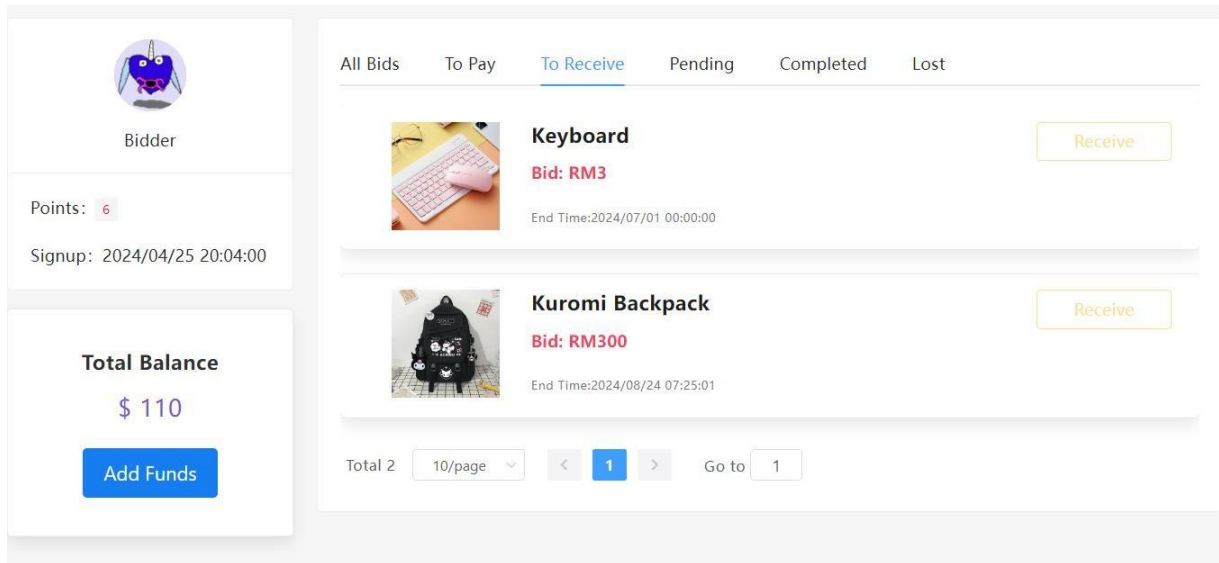 Bidder
Points: 6
Signup: 2024/04/25 20:04:00
Total Balance
$ 110
Add Funds
All Bids To Pay To Receive Pending Completed Lost
Keyboard
Bid: RM3
End Time:2024/07/01 00:00:00
Receive
Kuromi Backpack
Bid: RM300
End Time:2024/08/24 07:25:01
Receive
Total 2 10/page < 1 > Go to 1